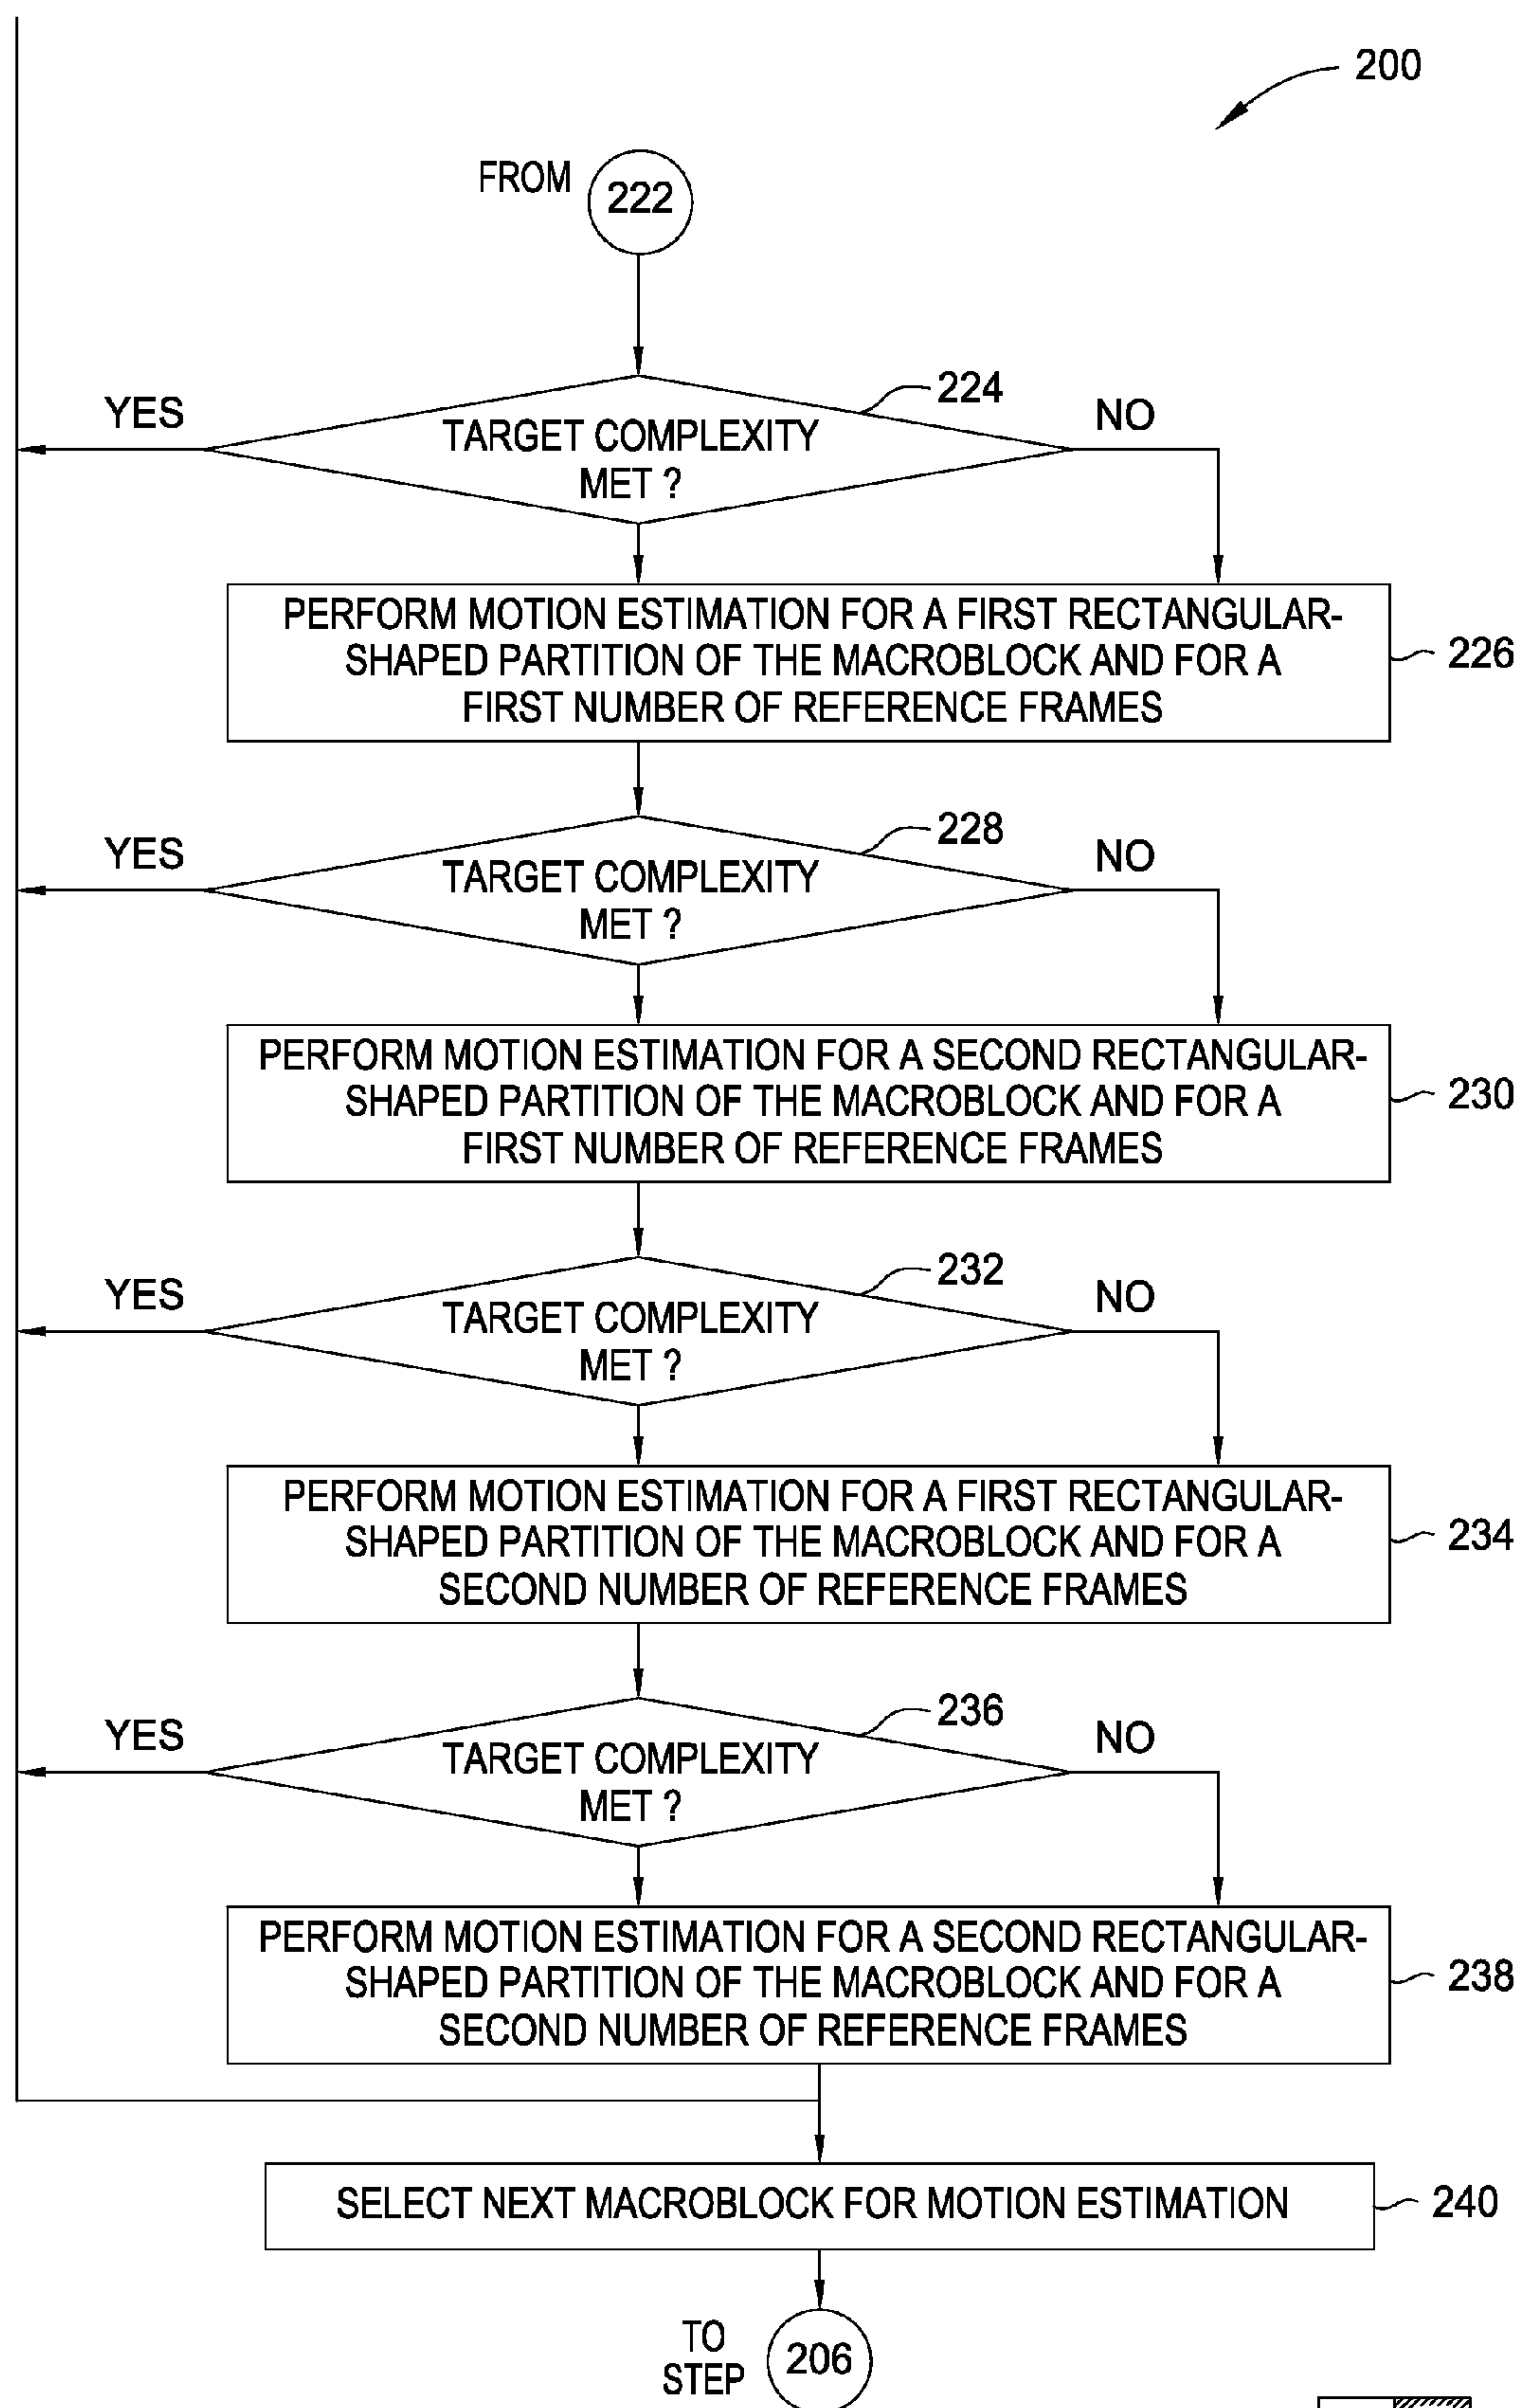 200
FROM
222
224
YES
NO
TARGET COMPLEXITY
MET ?
PERFORM MOTION ESTIMATION FOR A FIRST RECTANGULAR-
SHAPED PARTITION OF THE MACROBLOCK AND FOR A
FIRST NUMBER OF REFERENCE FRAMES
226
228
YES
NO
TARGET COMPLEXITY
MET ?
PERFORM MOTION ESTIMATION FOR A SECOND RECTANGULAR-
SHAPED PARTITION OF THE MACROBLOCK AND FOR A
FIRST NUMBER OF REFERENCE FRAMES
230
232
YES
NO
TARGET COMPLEXITY
MET ?
PERFORM MOTION ESTIMATION FOR A FIRST RECTANGULAR-
SHAPED PARTITION OF THE MACROBLOCK AND FOR A
SECOND NUMBER OF REFERENCE FRAMES
234
236
YES
NO
TARGET COMPLEXITY
MET ?
PERFORM MOTION ESTIMATION FOR A SECOND RECTANGULAR-
SHAPED PARTITION OF THE MACROBLOCK AND FOR A
SECOND NUMBER OF REFERENCE FRAMES
238
SELECT NEXT MACROBLOCK FOR MOTION ESTIMATION
240
TO
STEP
206